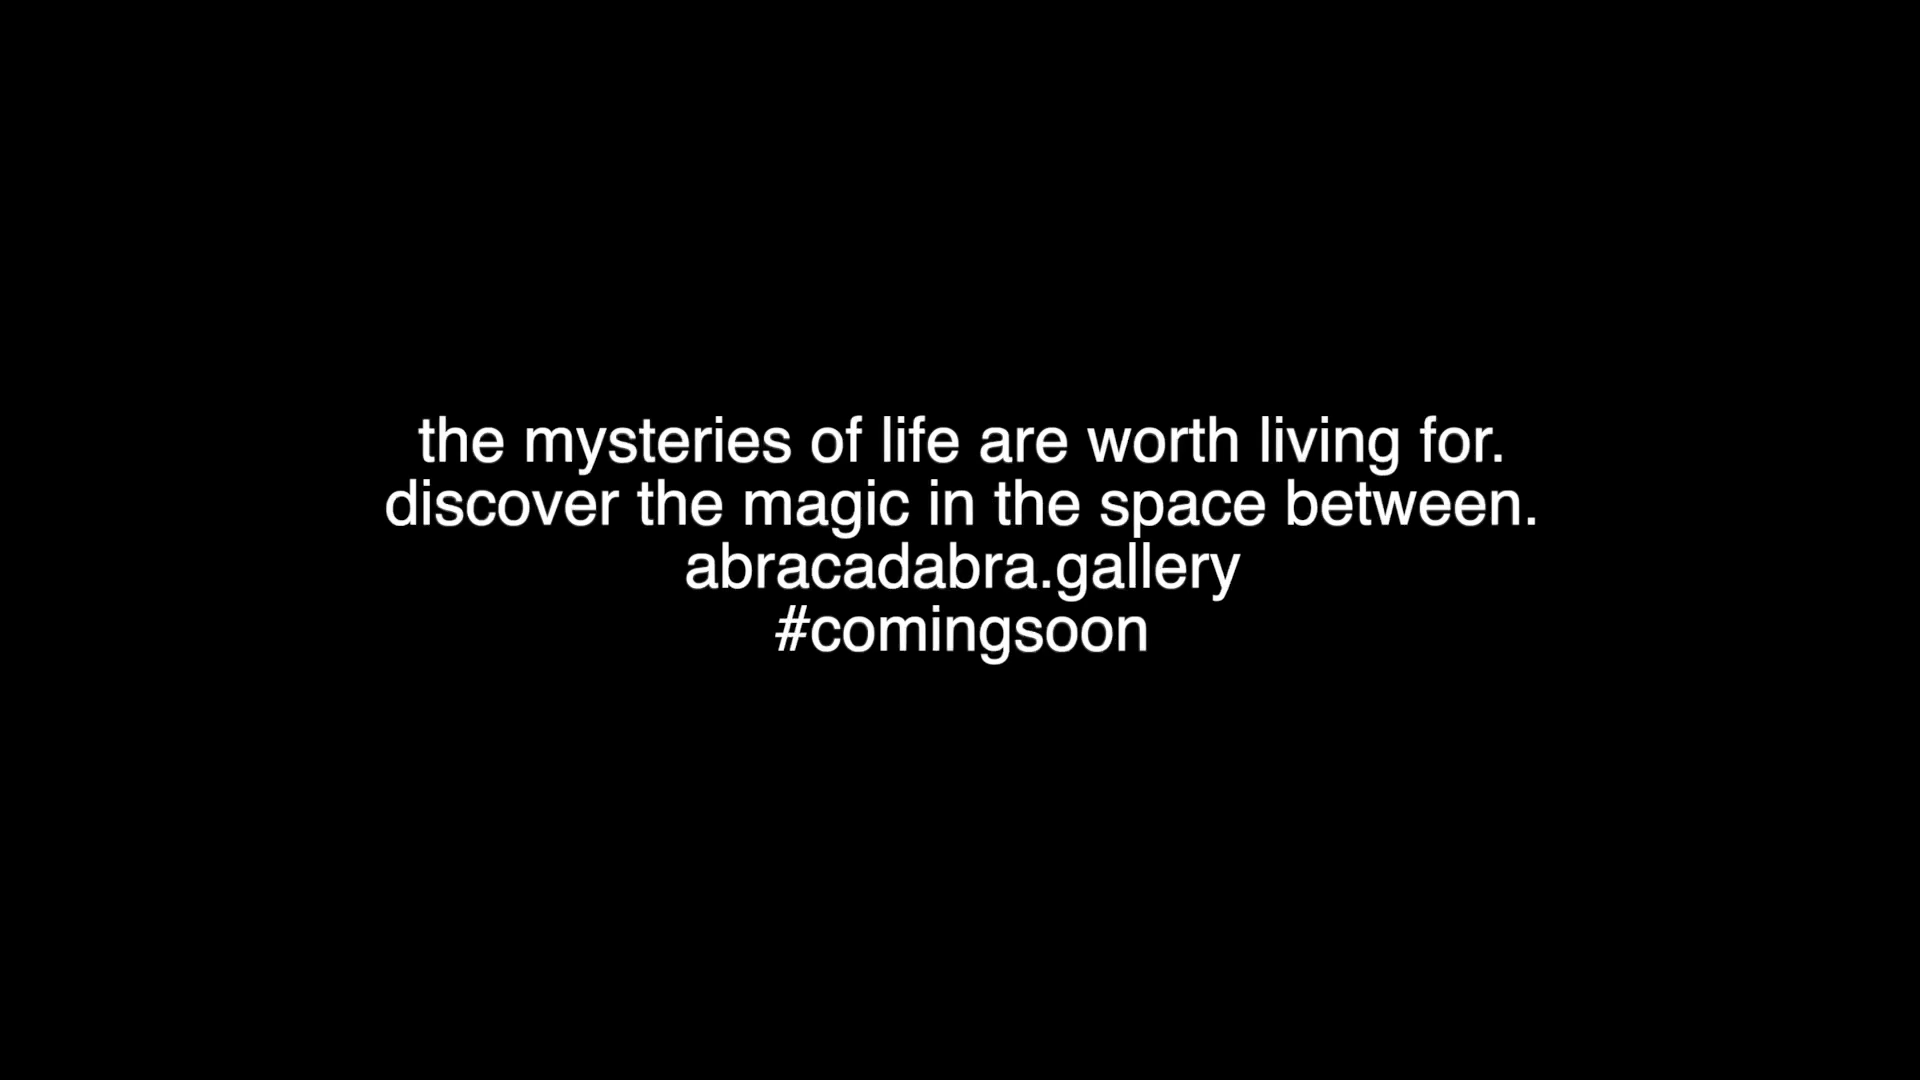 the mysteries of life are worth living for.
discover the magic in the space between.
abracadabra.gallery
#comingsoon